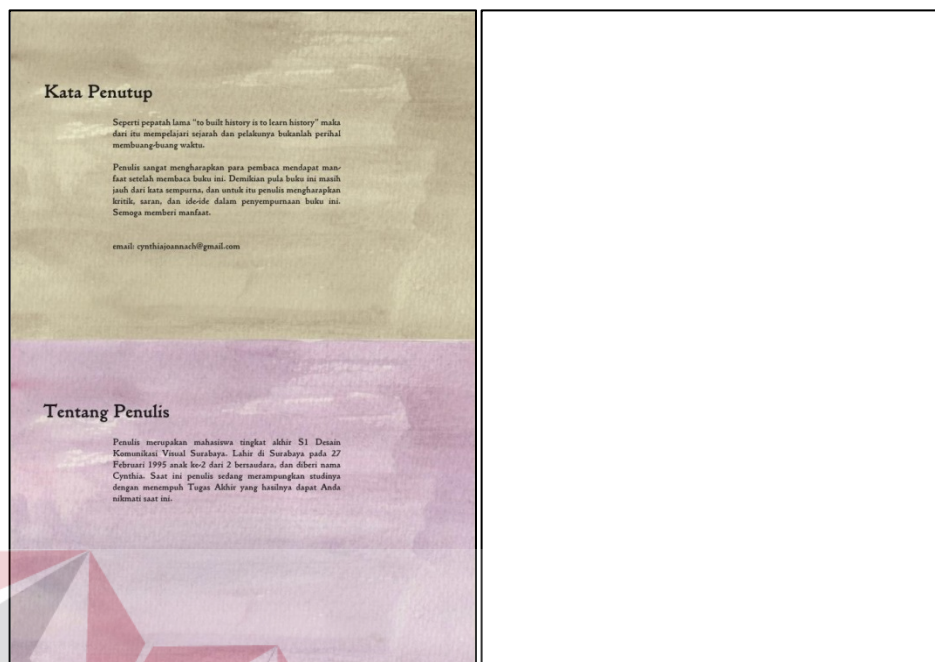 Kata Penutup
Seperti pepatah lama “to built history is to learn history” maka
dari itu mempelajari sejarah dan pelakunya bukanlah perihal
membuang-buang waktu.
Penulis sangat mengharapkan para pembaca mendapat man-
faat setelah membaca buku ini. Demikian pula buku ini masih
jauh dari kata sempurna, dan untuk itu penulis mengharapkan
kritik, saran, dan ide-ide dalam penyempurnaan buku ini.
Semoga memberi manfaat.
email: cynthiajoannach@gmail.com
Tentang Penulis
Penulis merupakan mahasiswa tingkat akhir S1 Desain
Komunikasi Visual Surabaya. Lahir di Surabaya pada 27
Februari 1995 anak ke-2 dari 2 bersaudara, dan diberi nama
Cynthia. Saat ini penulis sedang merampungkan studinya
dengan menempuh Tugas Akhir yang hasilnya dapat Anda
nikmati saat ini.